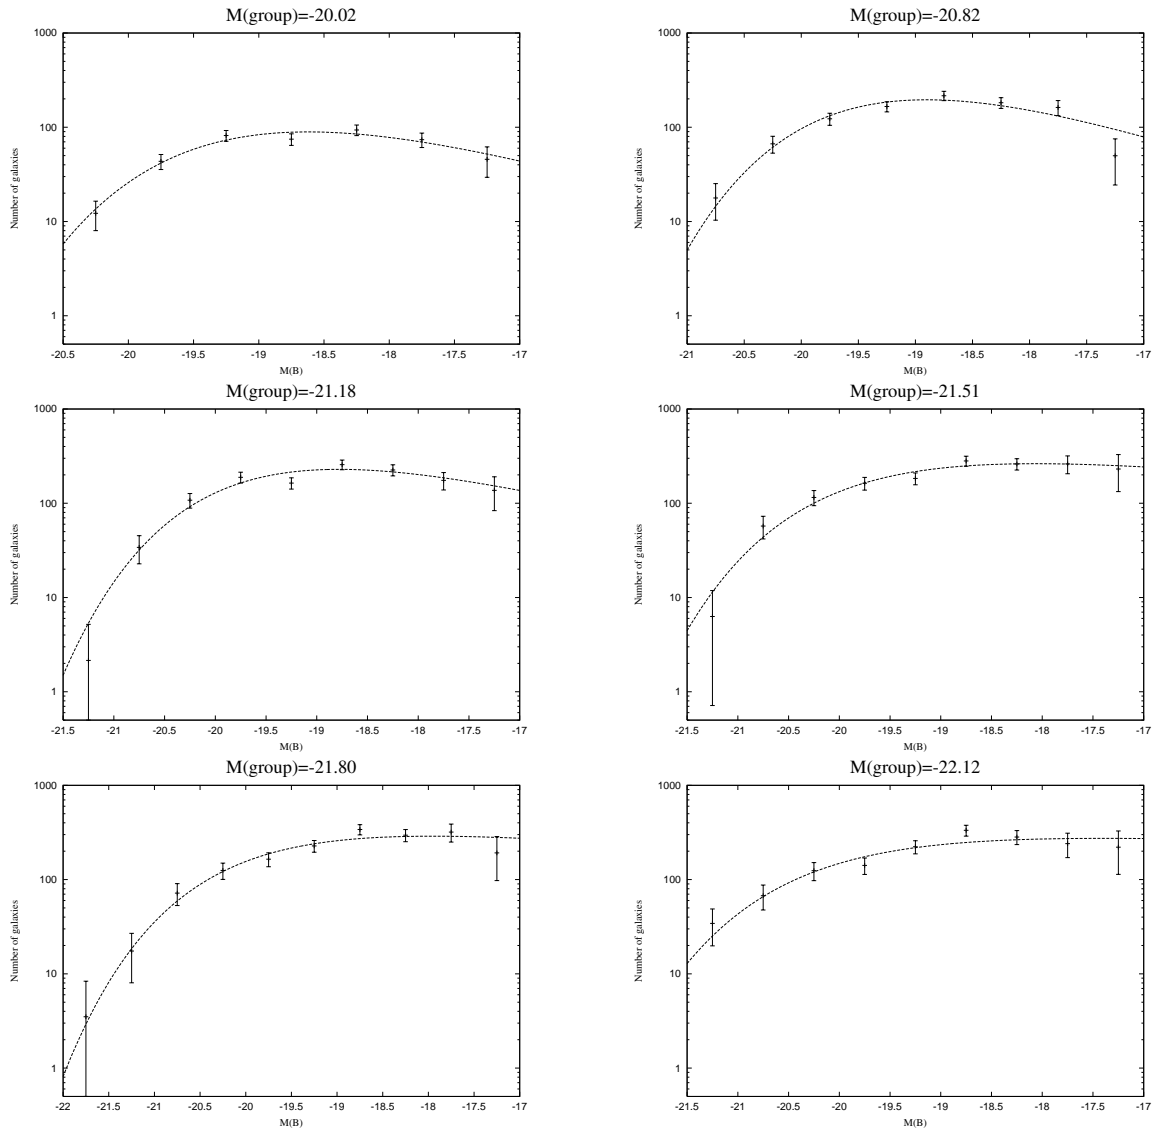 M(group)=-20.02
1000
100
10
1
Number of galaxies
-20.5 -20 -19.5 -19 -18.5 -18 -17.5 -17
M(B)
M(group)=-20.82
1000
100
10
1
Number of galaxies
-21 -20.5 -20 -19.5 -19 -18.5 -18 -17.5 -17
M(B)
M(group)=-21.18
1000
100
10
1
Number of galaxies
-21.5 -21 -20.5 -20 -19.5 -19 -18.5 -18 -17.5 -17
M(B)
M(group)=-21.51
1000
100
10
1
Number of galaxies
-21.5 -21 -20.5 -20 -19.5 -19 -18.5 -18 -17.5 -17
M(B)
M(group)=-21.80
1000
100
10
1
Number of galaxies
-22 -21.5 -21 -20.5 -20 -19.5 -19 -18.5 -18 -17.5 -17
M(B)
M(group)=-22.12
1000
100
10
1
Number of galaxies
-21.5 -21 -20.5 -20 -19.5 -19 -18.5 -18 -17.5 -17
M(B)